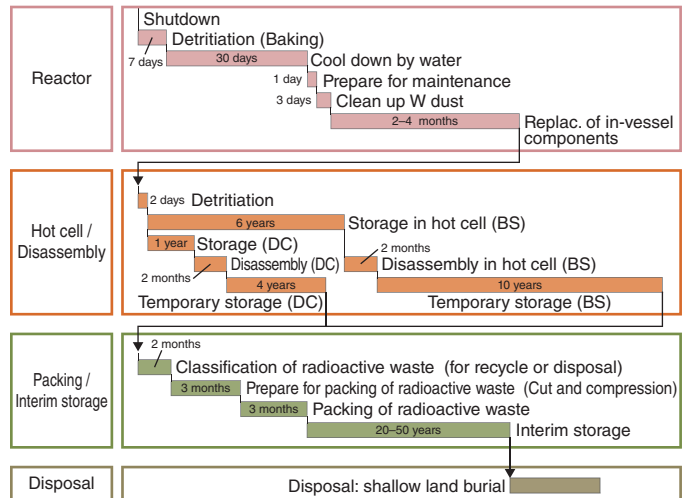 Shutdown
Detritiation (Baking)
7 days
30 days
Cool down by water
Reactor
1 day
Prepare for maintenance
3 days
Clean up W dust
2–4 months
Replac. of in-vessel
components
2 days
Detritiation
6 years
Storage in hot cell (BS)
Hot cell /
Disassembly
1 year
Storage (DC)
2 months
2 months
Disassembly (DC)
Disassembly in hot cell (BS)
4 years
10 years
Temporary storage (DC)
Temporary storage (BS)
2 months
Classification of radioactive waste (for recycle or disposal)
Packing /
Interim storage
3 months
Prepare for packing of radioactive waste (Cut and compression)
3 months
Packing of radioactive waste
20–50 years
Interim storage
Disposal
Disposal: shallow land burial